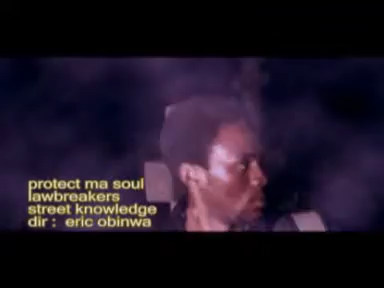 protect ma soul
lawbreakers
street knowledge
dir : eric obinwa